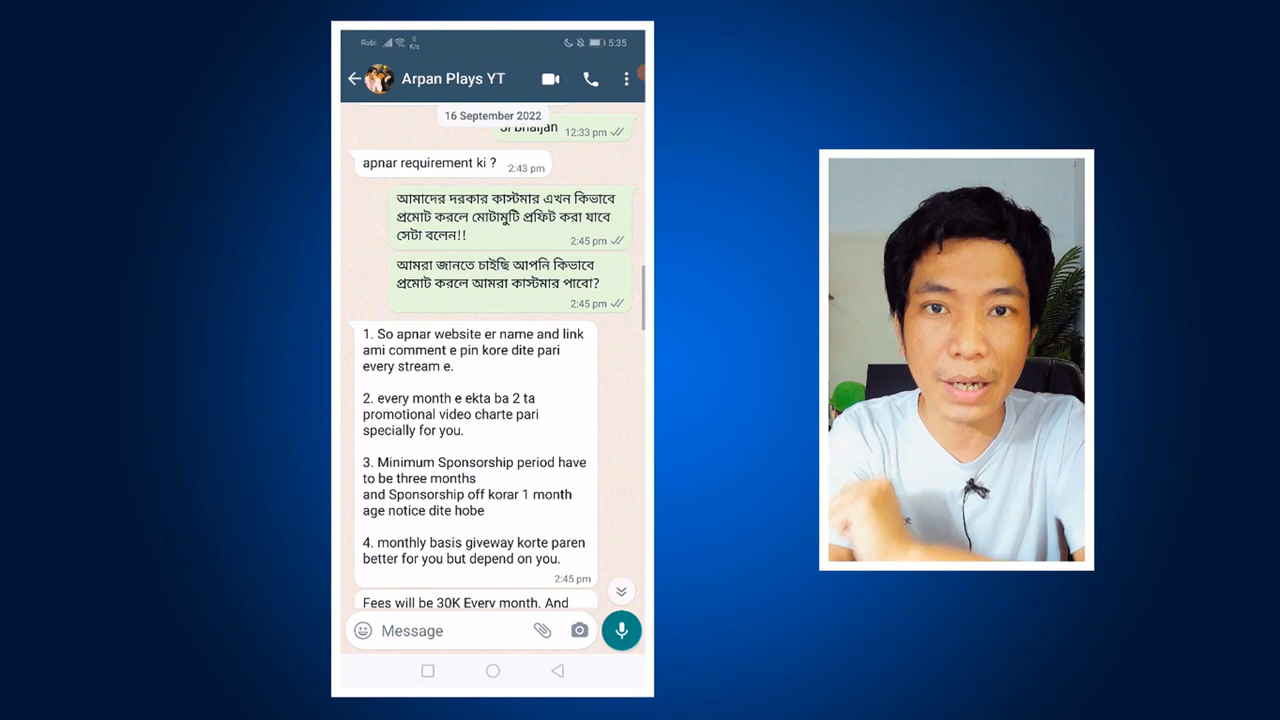 Robi 0 K/s 5:35
Arpan Plays YT
16 September 2022
bhaijan 12:33 pm
apnar requirement ki ? 2:43 pm
আমাদের দরকার কাস্টমার এখন কিভাবে
প্রমোট করলে মোটামুটি প্রফিট করা যাবে
সেটা বলেন!! 2:45 pm
আমরা জানতে চাইছি আপনি কিভাবে
প্রমোট করলে আমরা কাস্টমার পাবো?
2:45 pm
1. So apnar website er name and link
ami comment e pin kore dite pari
every stream e.
2. every month e ekta ba 2 ta
promotional video charte pari
specially for you.
3. Minimum Sponsorship period have
to be three months
and Sponsorship off korar 1 month
age notice dite hobe
4. monthly basis giveway korte paren
better for you but depend on you.
2:45 pm
Fees will be 30K Every month. And
Message